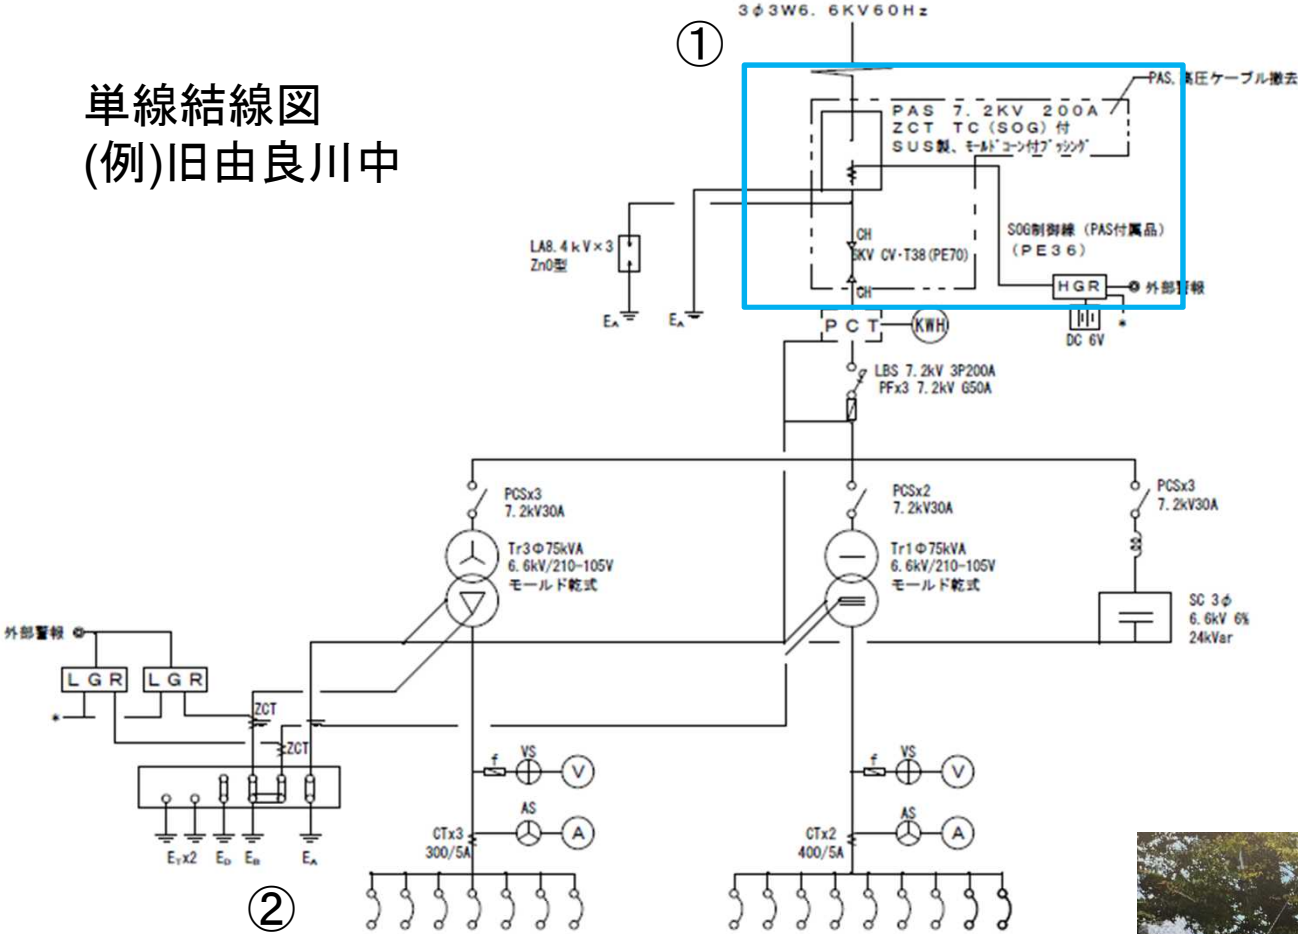 3φ3W6.6KV60Hz
①
単線結線図
(例)旧由良川中
PAS,高圧ケーブル撤去
PAS 7.2KV 200A
ZCT TC(SOG)付
SUS製、モールドコーン付ブッシング
SOG制御線(PAS付属品)
(PE36)
LA8.4kV×3
ZnO型
CH
6KV CV-T38(PE70)
CH
HGR
外部警報
*
DC 6V
EA
EA
PCT
KWH
LBS 7.2kV 3P200A
PFx3 7.2kV G50A
PCSx3
7.2kV30A
PCSx2
7.2kV30A
PCSx3
7.2kV30A
Tr3Φ75kVA
6.6kV/210-105V
モールド乾式
Tr1Φ75kVA
6.6kV/210-105V
モールド乾式
SC 3φ
6.6kV 6%
24kVar
外部警報
LGR
LGR
*
ZCT
ZCT
f
VS
V
f
VS
V
AS
A
AS
A
CTx3
300/5A
CTx2
400/5A
ETx2
ED
EB
EA
②